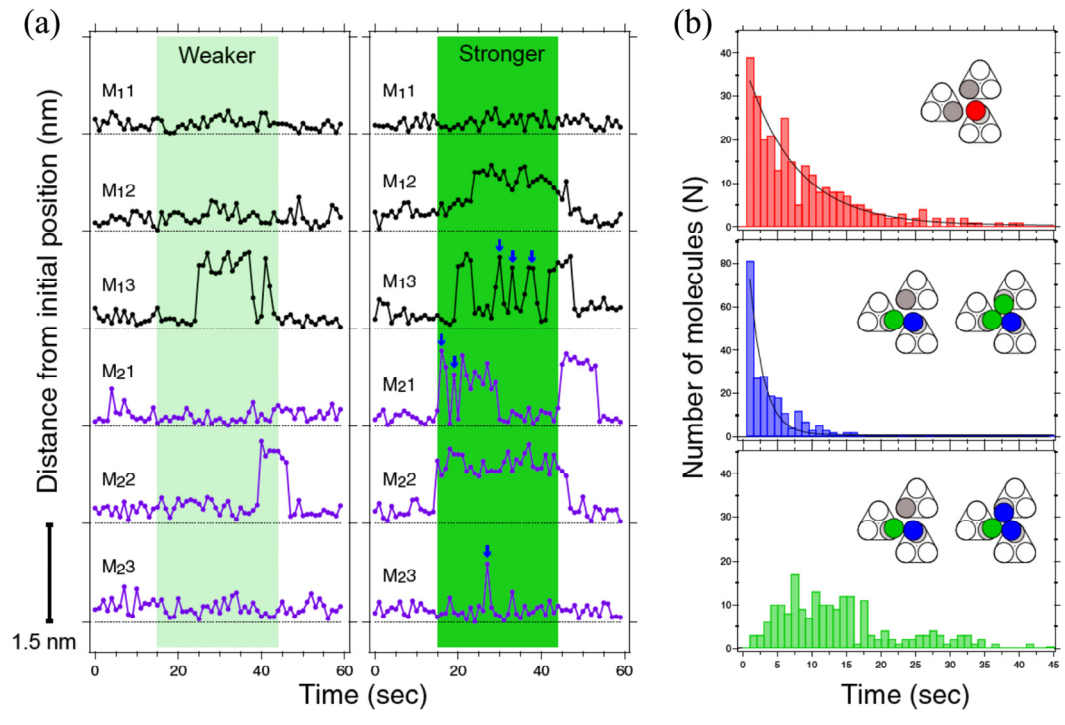 (a)
Weaker
Stronger
M11
M12
M13
M21
M22
M23
M11
M12
M13
M21
M22
M23
Distance from initial position (nm)
1.5 nm
0 20 40 60
0 20 40 60
Time (sec)
(b)
Number of molecules (N)
40
30
20
10
0
80
60
40
20
0
40
30
20
10
0
0 5 10 15 20 25 30 35 40 45
Time (sec)